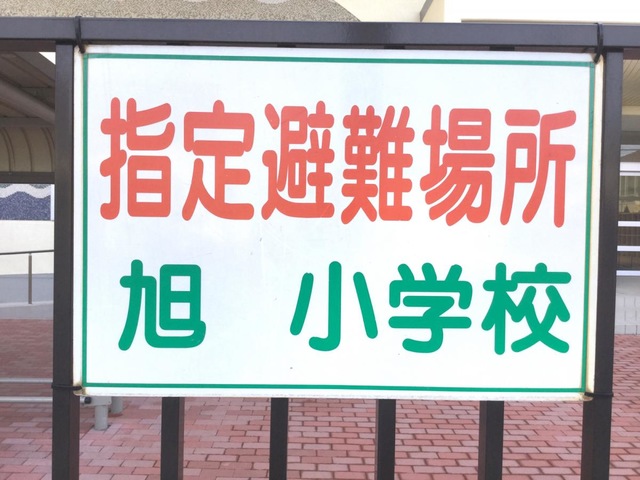 指定避難場所
旭　小学校